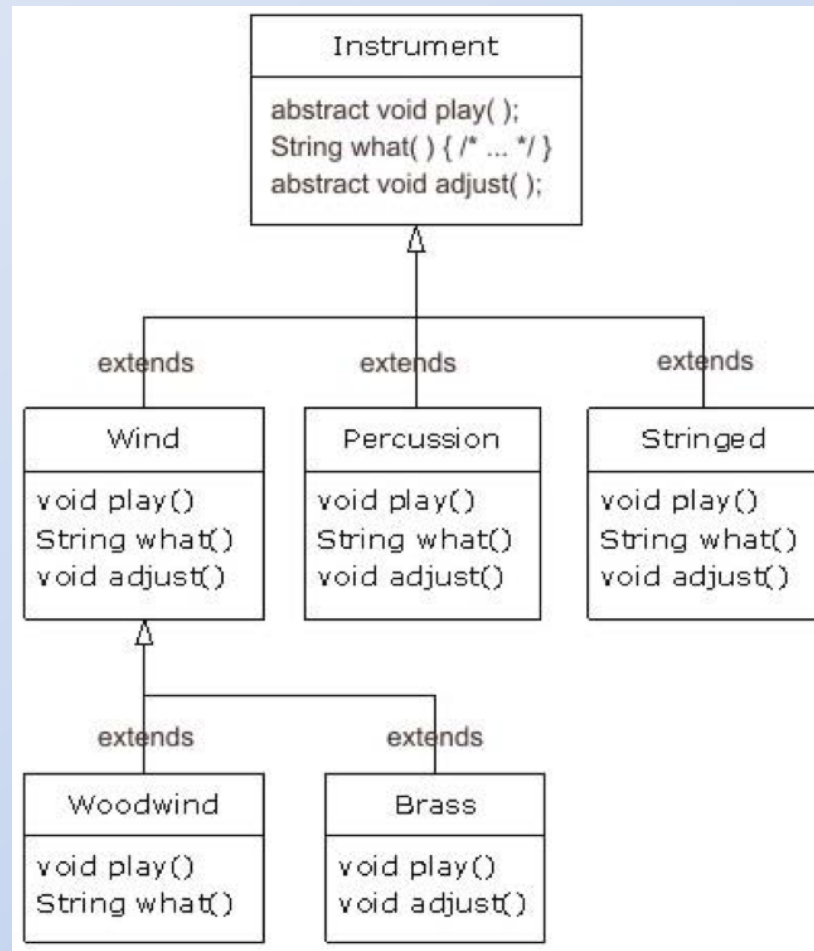 Instrument
abstract void play( );
String what( ) { /* ... */ }
abstract void adjust( );
extends
extends
extends
Wind
void play()
String what()
void adjust()
Percussion
void play()
String what()
void adjust()
Stringed
void play()
String what()
void adjust()
extends
extends
Woodwind
void play()
String what()
Brass
void play()
void adjust()